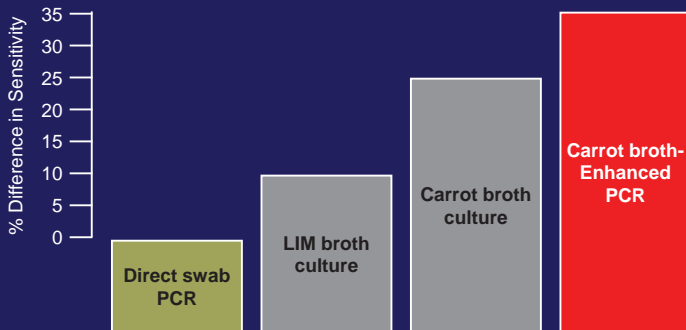 % Difference in Sensitivity
35
30
25
20
15
10
5
0
Direct swab
PCR
LIM broth
culture
Carrot broth
culture
Carrot broth-
Enhanced
PCR